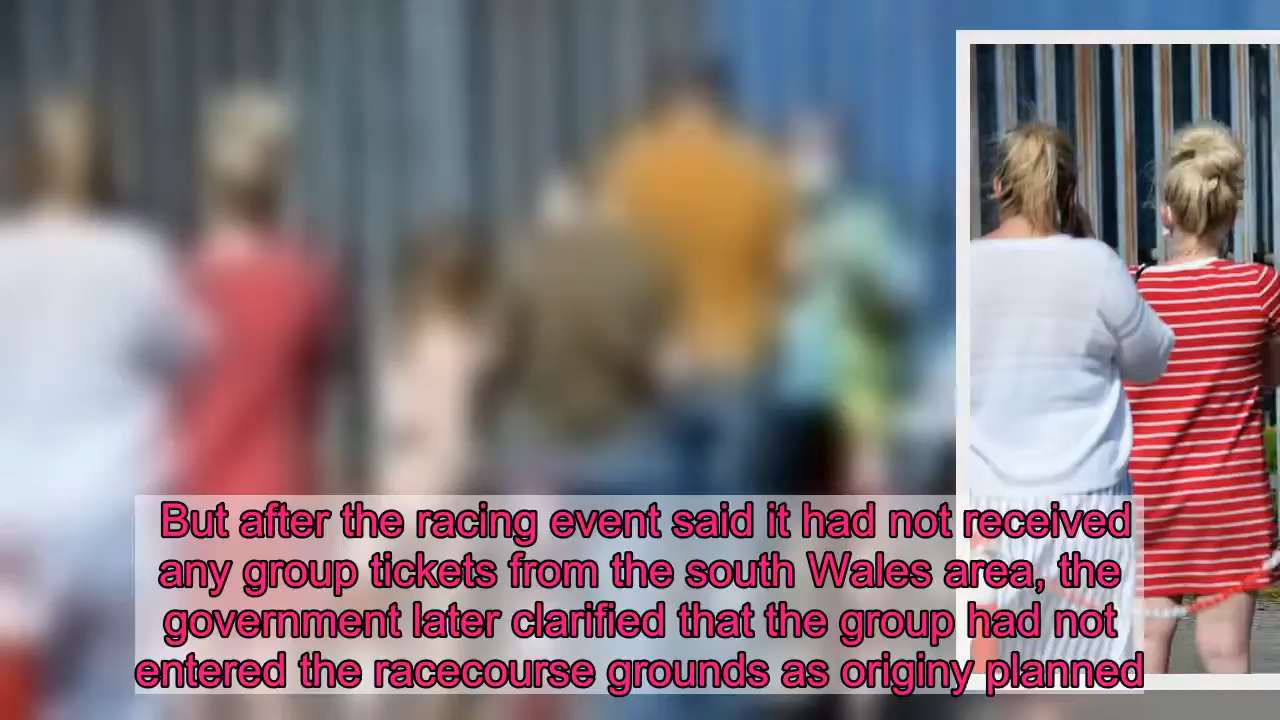 But after the racing event said it had not received
any group tickets from the south Wales area, the
government later clarified that the group had not
entered the racecourse grounds as originy planned